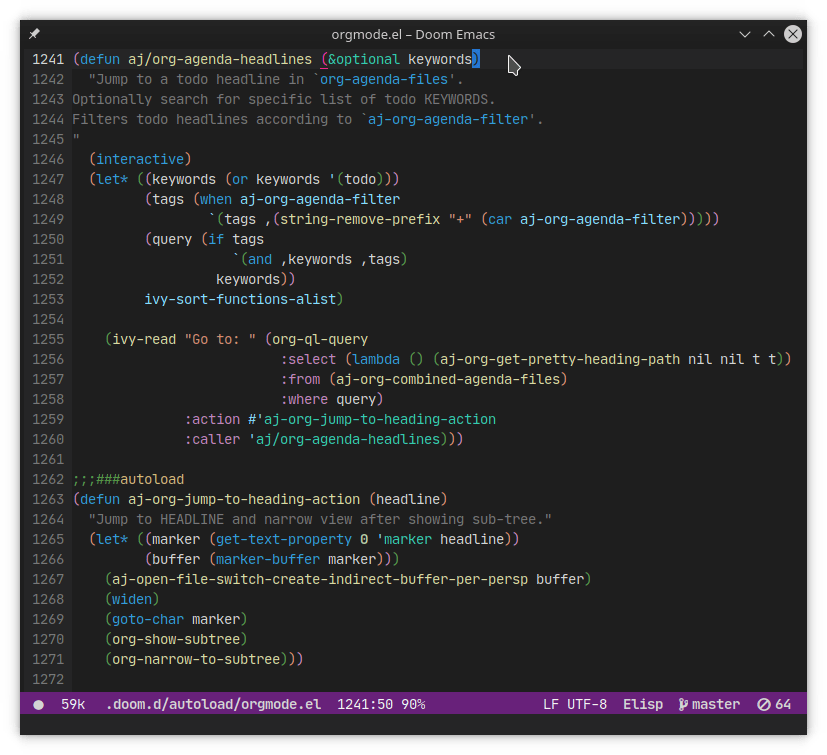 orgmode.el – Doom Emacs
1241 (defun aj/org-agenda-headlines (&optional keywords)
1242   "Jump to a todo headline in `org-agenda-files'.
1243 Optionally search for specific list of todo KEYWORDS.
1244 Filters todo headlines according to `aj-org-agenda-filter'.
1245 "
1246   (interactive)
1247   (let* ((keywords (or keywords '(todo)))
1248          (tags (when aj-org-agenda-filter
1249                  `(tags ,(string-remove-prefix "+" (car aj-org-agenda-filter)))))
1250          (query (if tags
1251                     `(and ,keywords ,tags)
1252                   keywords))
1253          ivy-sort-functions-alist)
1254
1255     (ivy-read "Go to: " (org-ql-query
1256                           :select (lambda () (aj-org-get-pretty-heading-path nil nil t t))
1257                           :from (aj-org-combined-agenda-files)
1258                           :where query)
1259               :action #'aj-org-jump-to-heading-action
1260               :caller 'aj/org-agenda-headlines)))
1261
1262 ;;;###autoload
1263 (defun aj-org-jump-to-heading-action (headline)
1264   "Jump to HEADLINE and narrow view after showing sub-tree."
1265   (let* ((marker (get-text-property 0 'marker headline))
1266          (buffer (marker-buffer marker)))
1267     (aj-open-file-switch-create-indirect-buffer-per-persp buffer)
1268     (widen)
1269     (goto-char marker)
1270     (org-show-subtree)
1271     (org-narrow-to-subtree)))
1272
59k .doom.d/autoload/orgmode.el 1241:50 90% LF UTF-8 Elisp master 64